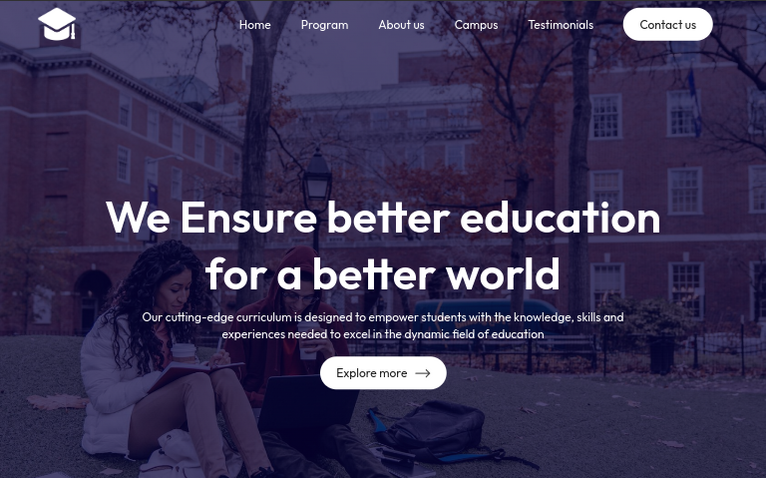 Home Program About us Campus Testimonials Contact us
We Ensure better education
for a better world
Our cutting-edge curriculum is designed to empower students with the knowledge, skills and
experiences needed to excel in the dynamic field of education
Explore more